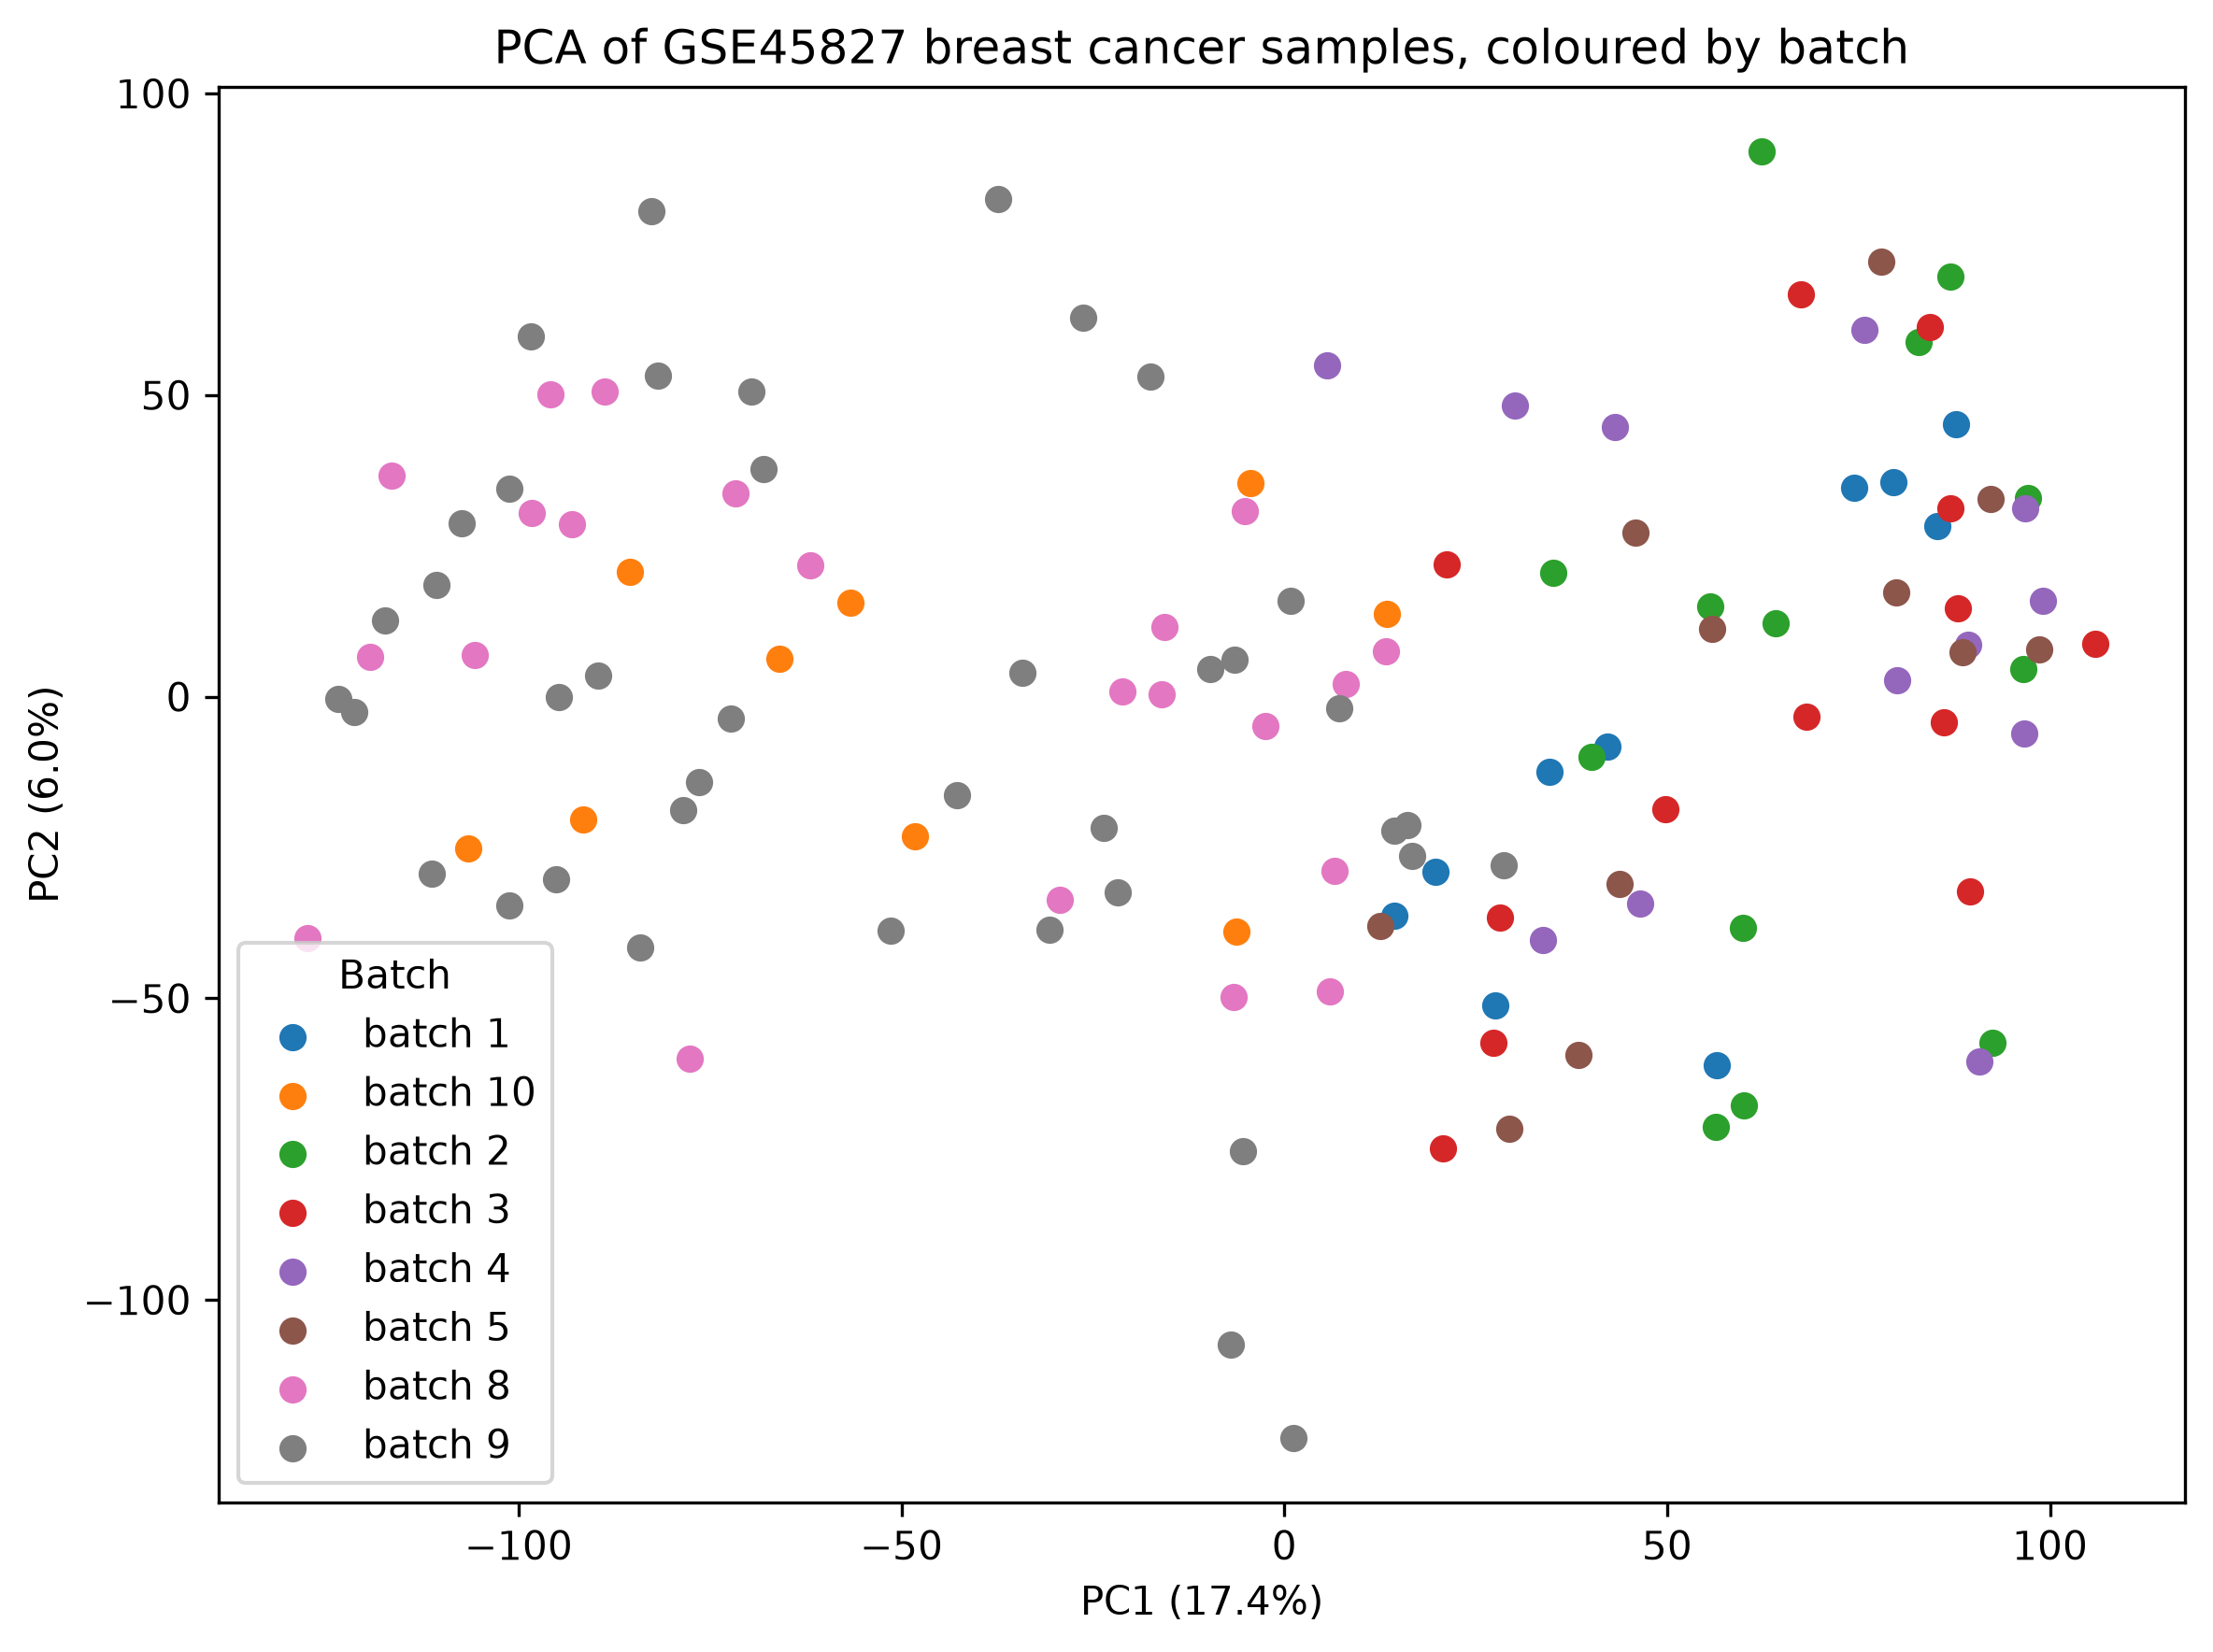 PCA of GSE45827 breast cancer samples, coloured by batch
100
50
0
−50
−100
PC2 (6.0%)
Batch
batch 1
batch 10
batch 2
batch 3
batch 4
batch 5
batch 8
batch 9
−100 −50 0 50 100
PC1 (17.4%)